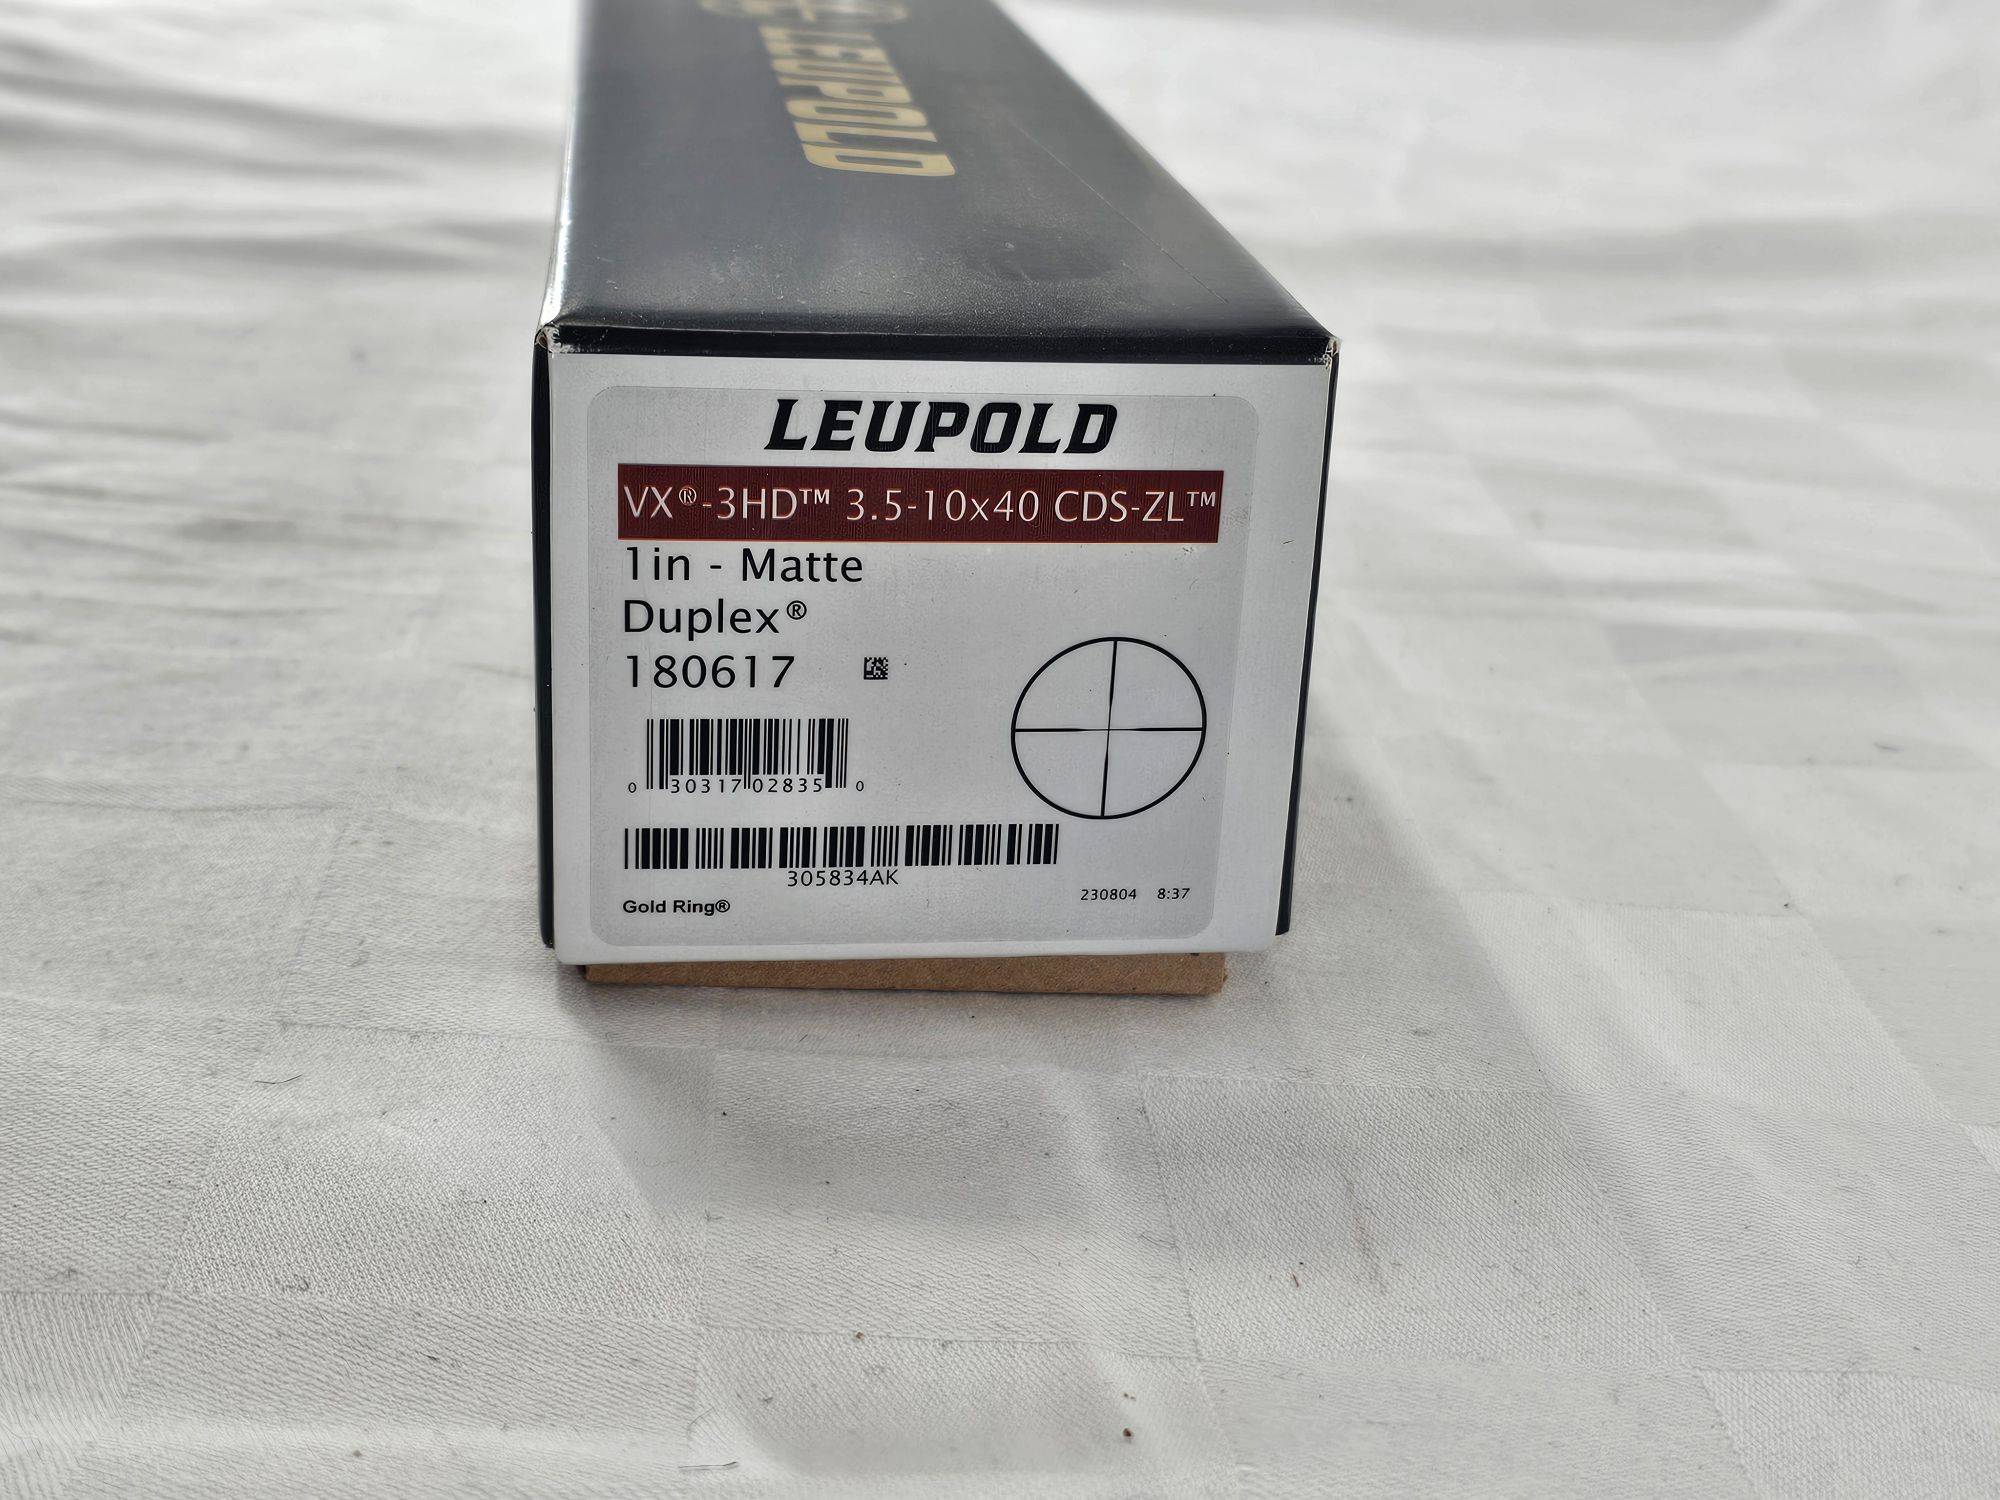 LEUPOLD
LEUPOLD
VX®-3HD™ 3.5-10x40 CDS-ZL™
1in - Matte
Duplex®
180617
0 30317 02835 0
305834AK
Gold Ring®
230804 8:37